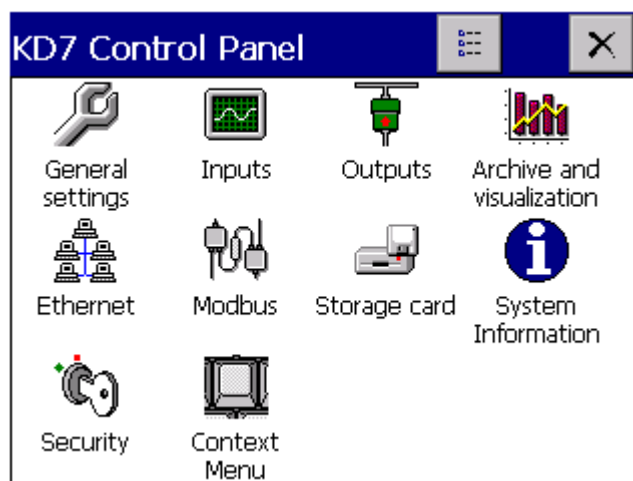 KD7 Control Panel
General
settings
Inputs
Outputs
Archive and
visualization
Ethernet
Modbus
Storage card
System
Information
Security
Context
Menu